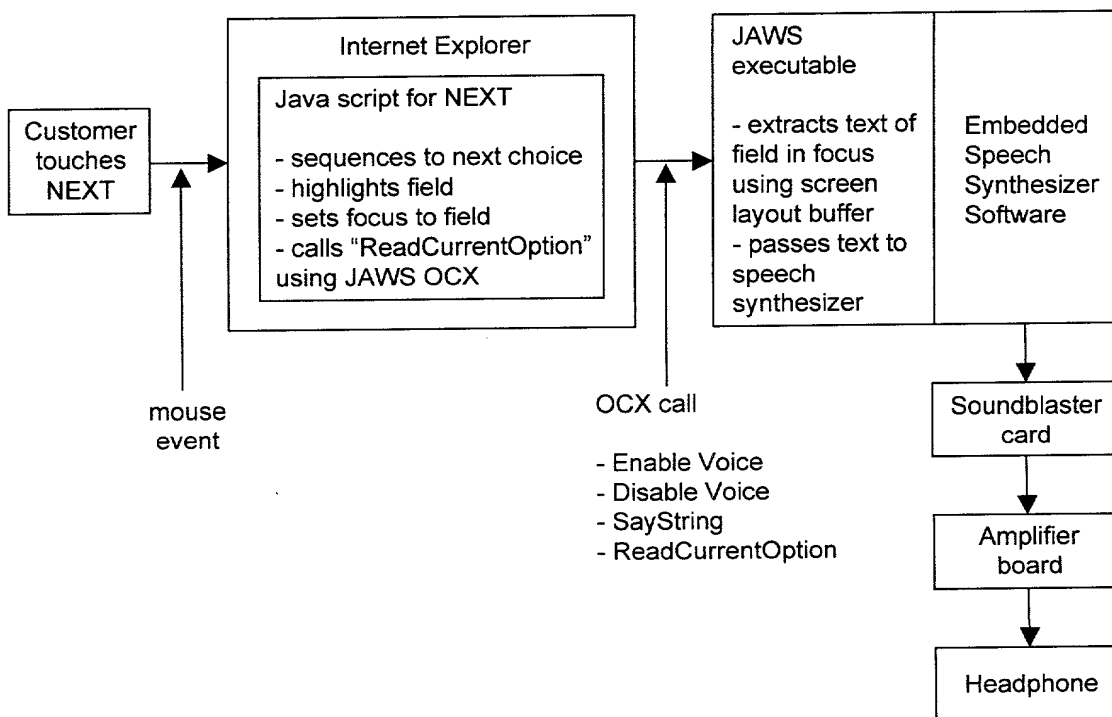 Customer
touches
NEXT
mouse
event
Internet Explorer
Java script for NEXT
- sequences to next choice
- highlights field
- sets focus to field
- calls “ReadCurrentOption”
using JAWS OCX
OCX call
- Enable Voice
- Disable Voice
- SayString
- ReadCurrentOption
JAWS
executable
- extracts text of
field in focus
using screen
layout buffer
- passes text to
speech
synthesizer
Embedded
Speech
Synthesizer
Software
Soundblaster
card
Amplifier
board
Headphone